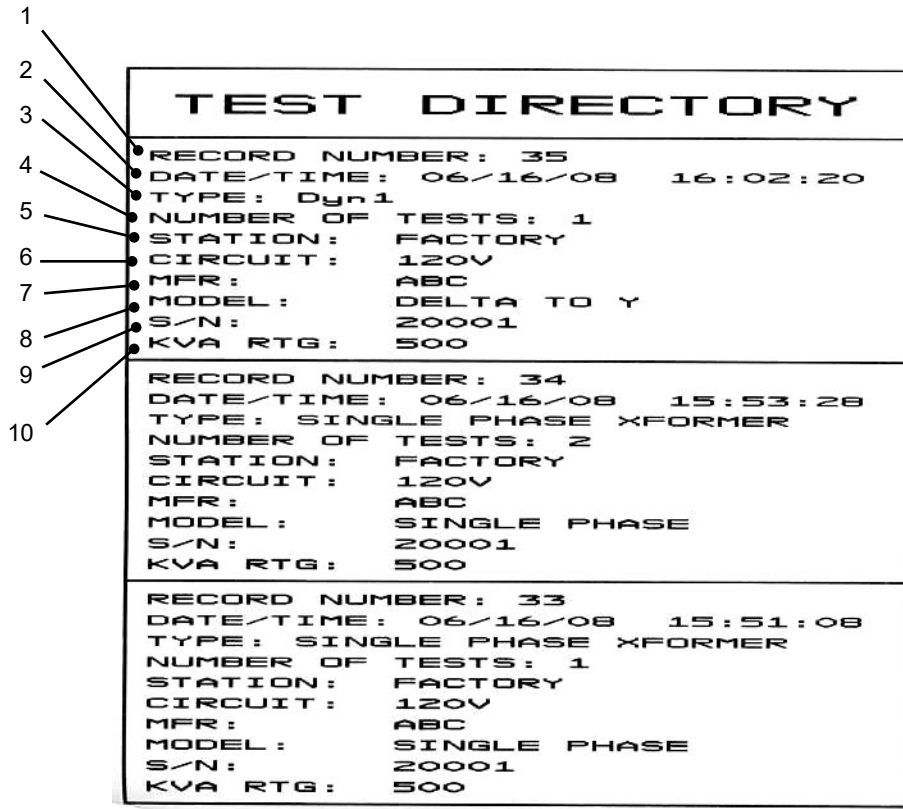 1
2
3
4
5
6
7
8
9
10
TEST DIRECTORY
RECORD NUMBER: 35
DATE/TIME: 06/16/08 16:02:20
TYPE: Dyn1
NUMBER OF TESTS: 1
STATION: FACTORY
CIRCUIT: 120V
MFR: ABC
MODEL: DELTA TO Y
S/N: 20001
KVA RTG: 500
RECORD NUMBER: 34
DATE/TIME: 06/16/08 15:53:28
TYPE: SINGLE PHASE XFORMER
NUMBER OF TESTS: 2
STATION: FACTORY
CIRCUIT: 120V
MFR: ABC
MODEL: SINGLE PHASE
S/N: 20001
KVA RTG: 500
RECORD NUMBER: 33
DATE/TIME: 06/16/08 15:51:08
TYPE: SINGLE PHASE XFORMER
NUMBER OF TESTS: 1
STATION: FACTORY
CIRCUIT: 120V
MFR: ABC
MODEL: SINGLE PHASE
S/N: 20001
KVA RTG: 500